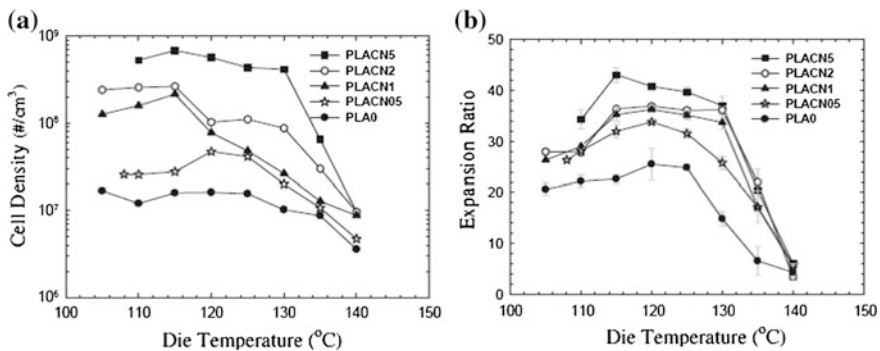 (a)
10⁹
10⁸
10⁷
10⁶
Cell Density (#/cm³)
PLACN5
PLACN2
PLACN1
PLACN05
PLA0
100 110 120 130 140 150
Die Temperature (°C)
(b)
50
40
30
20
10
0
Expansion Ratio
PLACN5
PLACN2
PLACN1
PLACN05
PLA0
100 110 120 130 140 150
Die Temperature (°C)